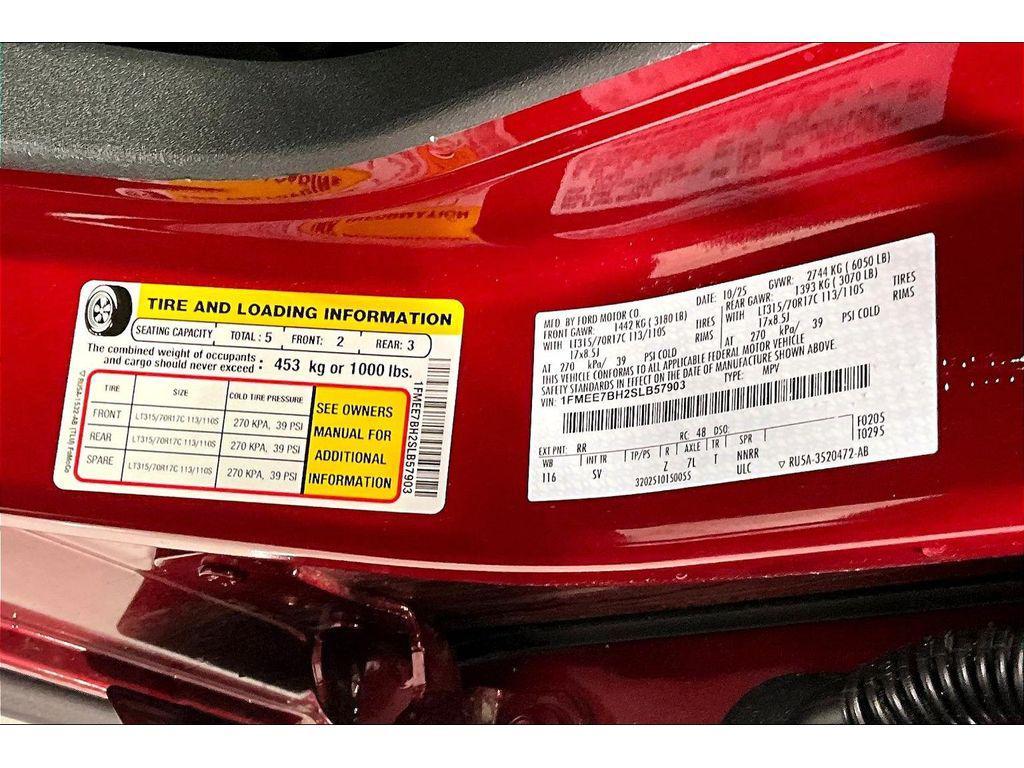 TIRE AND LOADING INFORMATION
SEATING CAPACITY TOTAL : 5 FRONT: 2 REAR: 3
The combined weight of occupants
and cargo should never exceed : 453 kg or 1000 lbs.
TIRE SIZE COLD TIRE PRESSURE
FRONT LT315/70R17C 113/110S 270 KPA, 39 PSI
REAR LT315/70R17C 113/110S 270 KPA, 39 PSI
SPARE LT315/70R17C 113/110S 270 KPA, 39 PSI
SEE OWNERS
MANUAL FOR
ADDITIONAL
INFORMATION
1FMEE7BH2SLB57903
MFD. BY FORD MOTOR CO.
DATE: 10/25 GVWR: 2744 KG ( 6050 LB)
FRONT GAWR: 1442 KG ( 3180 LB) REAR GAWR: 1393 KG ( 3070 LB)
WITH LT315/70R17C 113/110S TIRES WITH LT315/70R17C 113/110S TIRES
17x8.5J RIMS 17x8.5J RIMS
AT 270 kPa/ 39 PSI COLD AT 270 kPa/ 39 PSI COLD
THIS VEHICLE CONFORMS TO ALL APPLICABLE FEDERAL MOTOR VEHICLE
SAFETY STANDARDS IN EFFECT ON THE DATE OF MANUFACTURE SHOWN ABOVE.
VIN: 1FMEE7BH2SLB57903 TYPE: MPV
EXT PNT: RR RC: 48 DSO: F0205
WB INT TR TP/PS R AXLE TR SPR T0295
116 SV Z 7L T NNRR
ULC
3202510150055 ▽ RU5A-3520472-AB